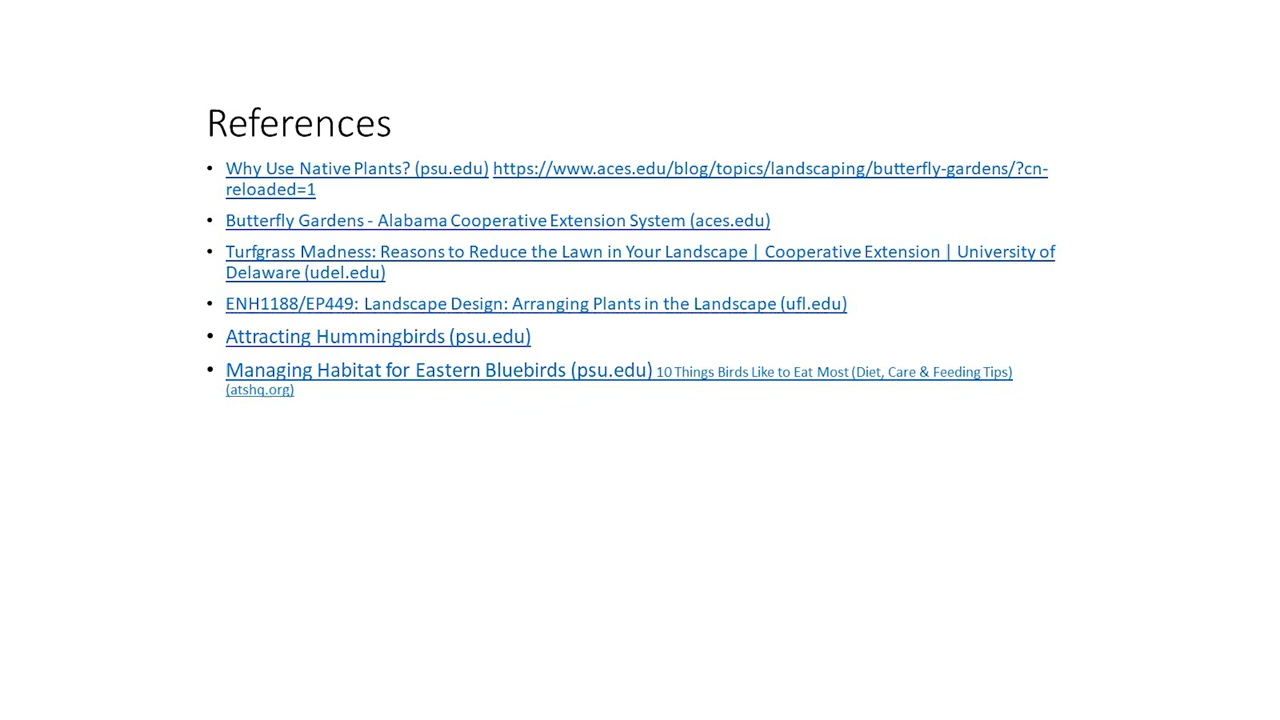 References
• Why Use Native Plants? (psu.edu) https://www.aces.edu/blog/topics/landscaping/butterfly-gardens/?cn-
reloaded=1
• Butterfly Gardens - Alabama Cooperative Extension System (aces.edu)
• Turfgrass Madness: Reasons to Reduce the Lawn in Your Landscape | Cooperative Extension | University of
Delaware (udel.edu)
• ENH1188/EP449: Landscape Design: Arranging Plants in the Landscape (ufl.edu)
• Attracting Hummingbirds (psu.edu)
• Managing Habitat for Eastern Bluebirds (psu.edu) 10 Things Birds Like to Eat Most (Diet, Care & Feeding Tips)
(atshq.org)